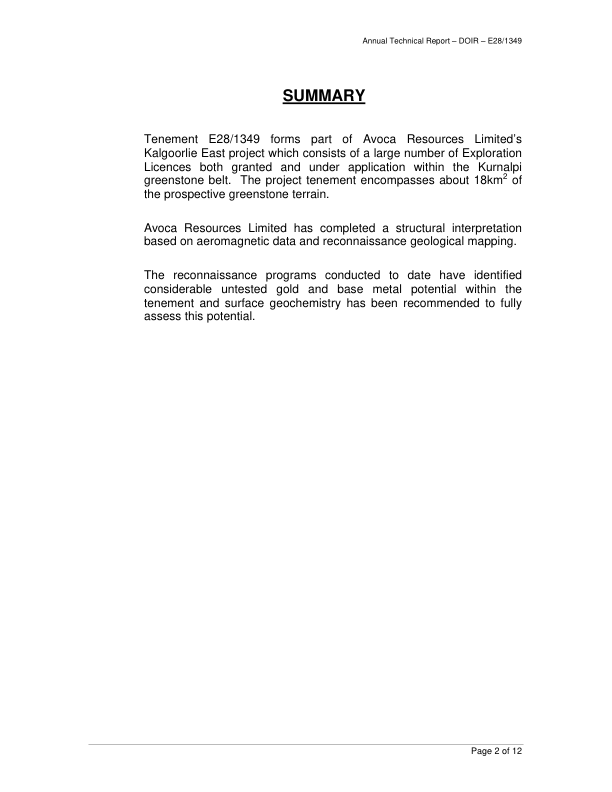 Annual Technical Report – DOIR – E28/1349
SUMMARY
Tenement E28/1349 forms part of Avoca Resources Limited's
Kalgoorlie East project which consists of a large number of Exploration
Licences both granted and under application within the Kurnalpi
greenstone belt.  The project tenement encompasses about 18km² of
the prospective greenstone terrain.
Avoca Resources Limited has completed a structural interpretation
based on aeromagnetic data and reconnaissance geological mapping.
The reconnaissance programs conducted to date have identified
considerable untested gold and base metal potential within the
tenement and surface geochemistry has been recommended to fully
assess this potential.
Page 2 of 12